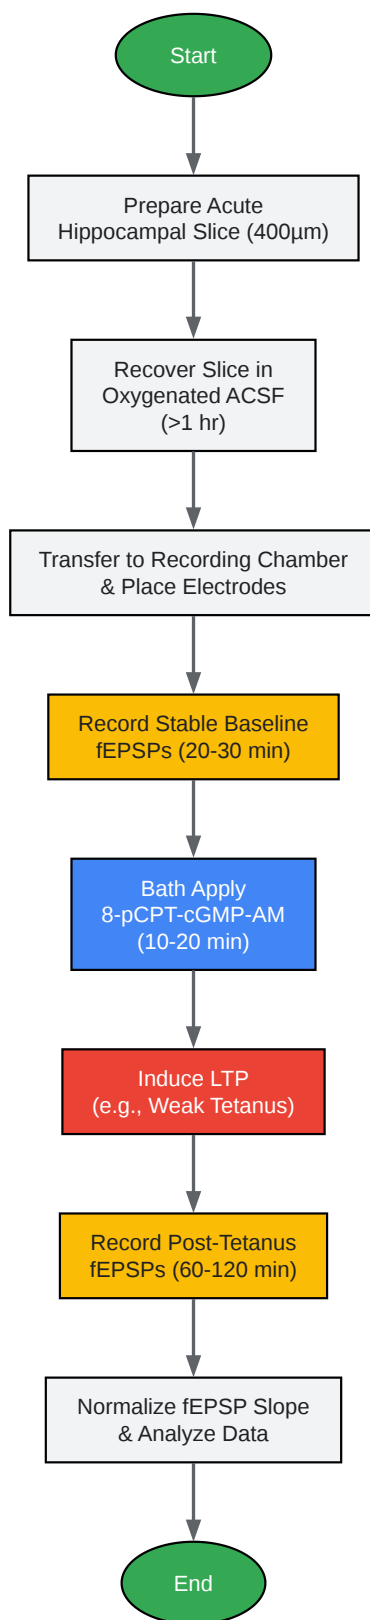 Start
Prepare Acute
Hippocampal Slice (400µm)
Recover Slice in
Oxygenated ACSF
(>1 hr)
Transfer to Recording Chamber
& Place Electrodes
Record Stable Baseline
fEPSPs (20-30 min)
Bath Apply
8-pCPT-cGMP-AM
(10-20 min)
Induce LTP
(e.g., Weak Tetanus)
Record Post-Tetanus
fEPSPs (60-120 min)
Normalize fEPSP Slope
& Analyze Data
End